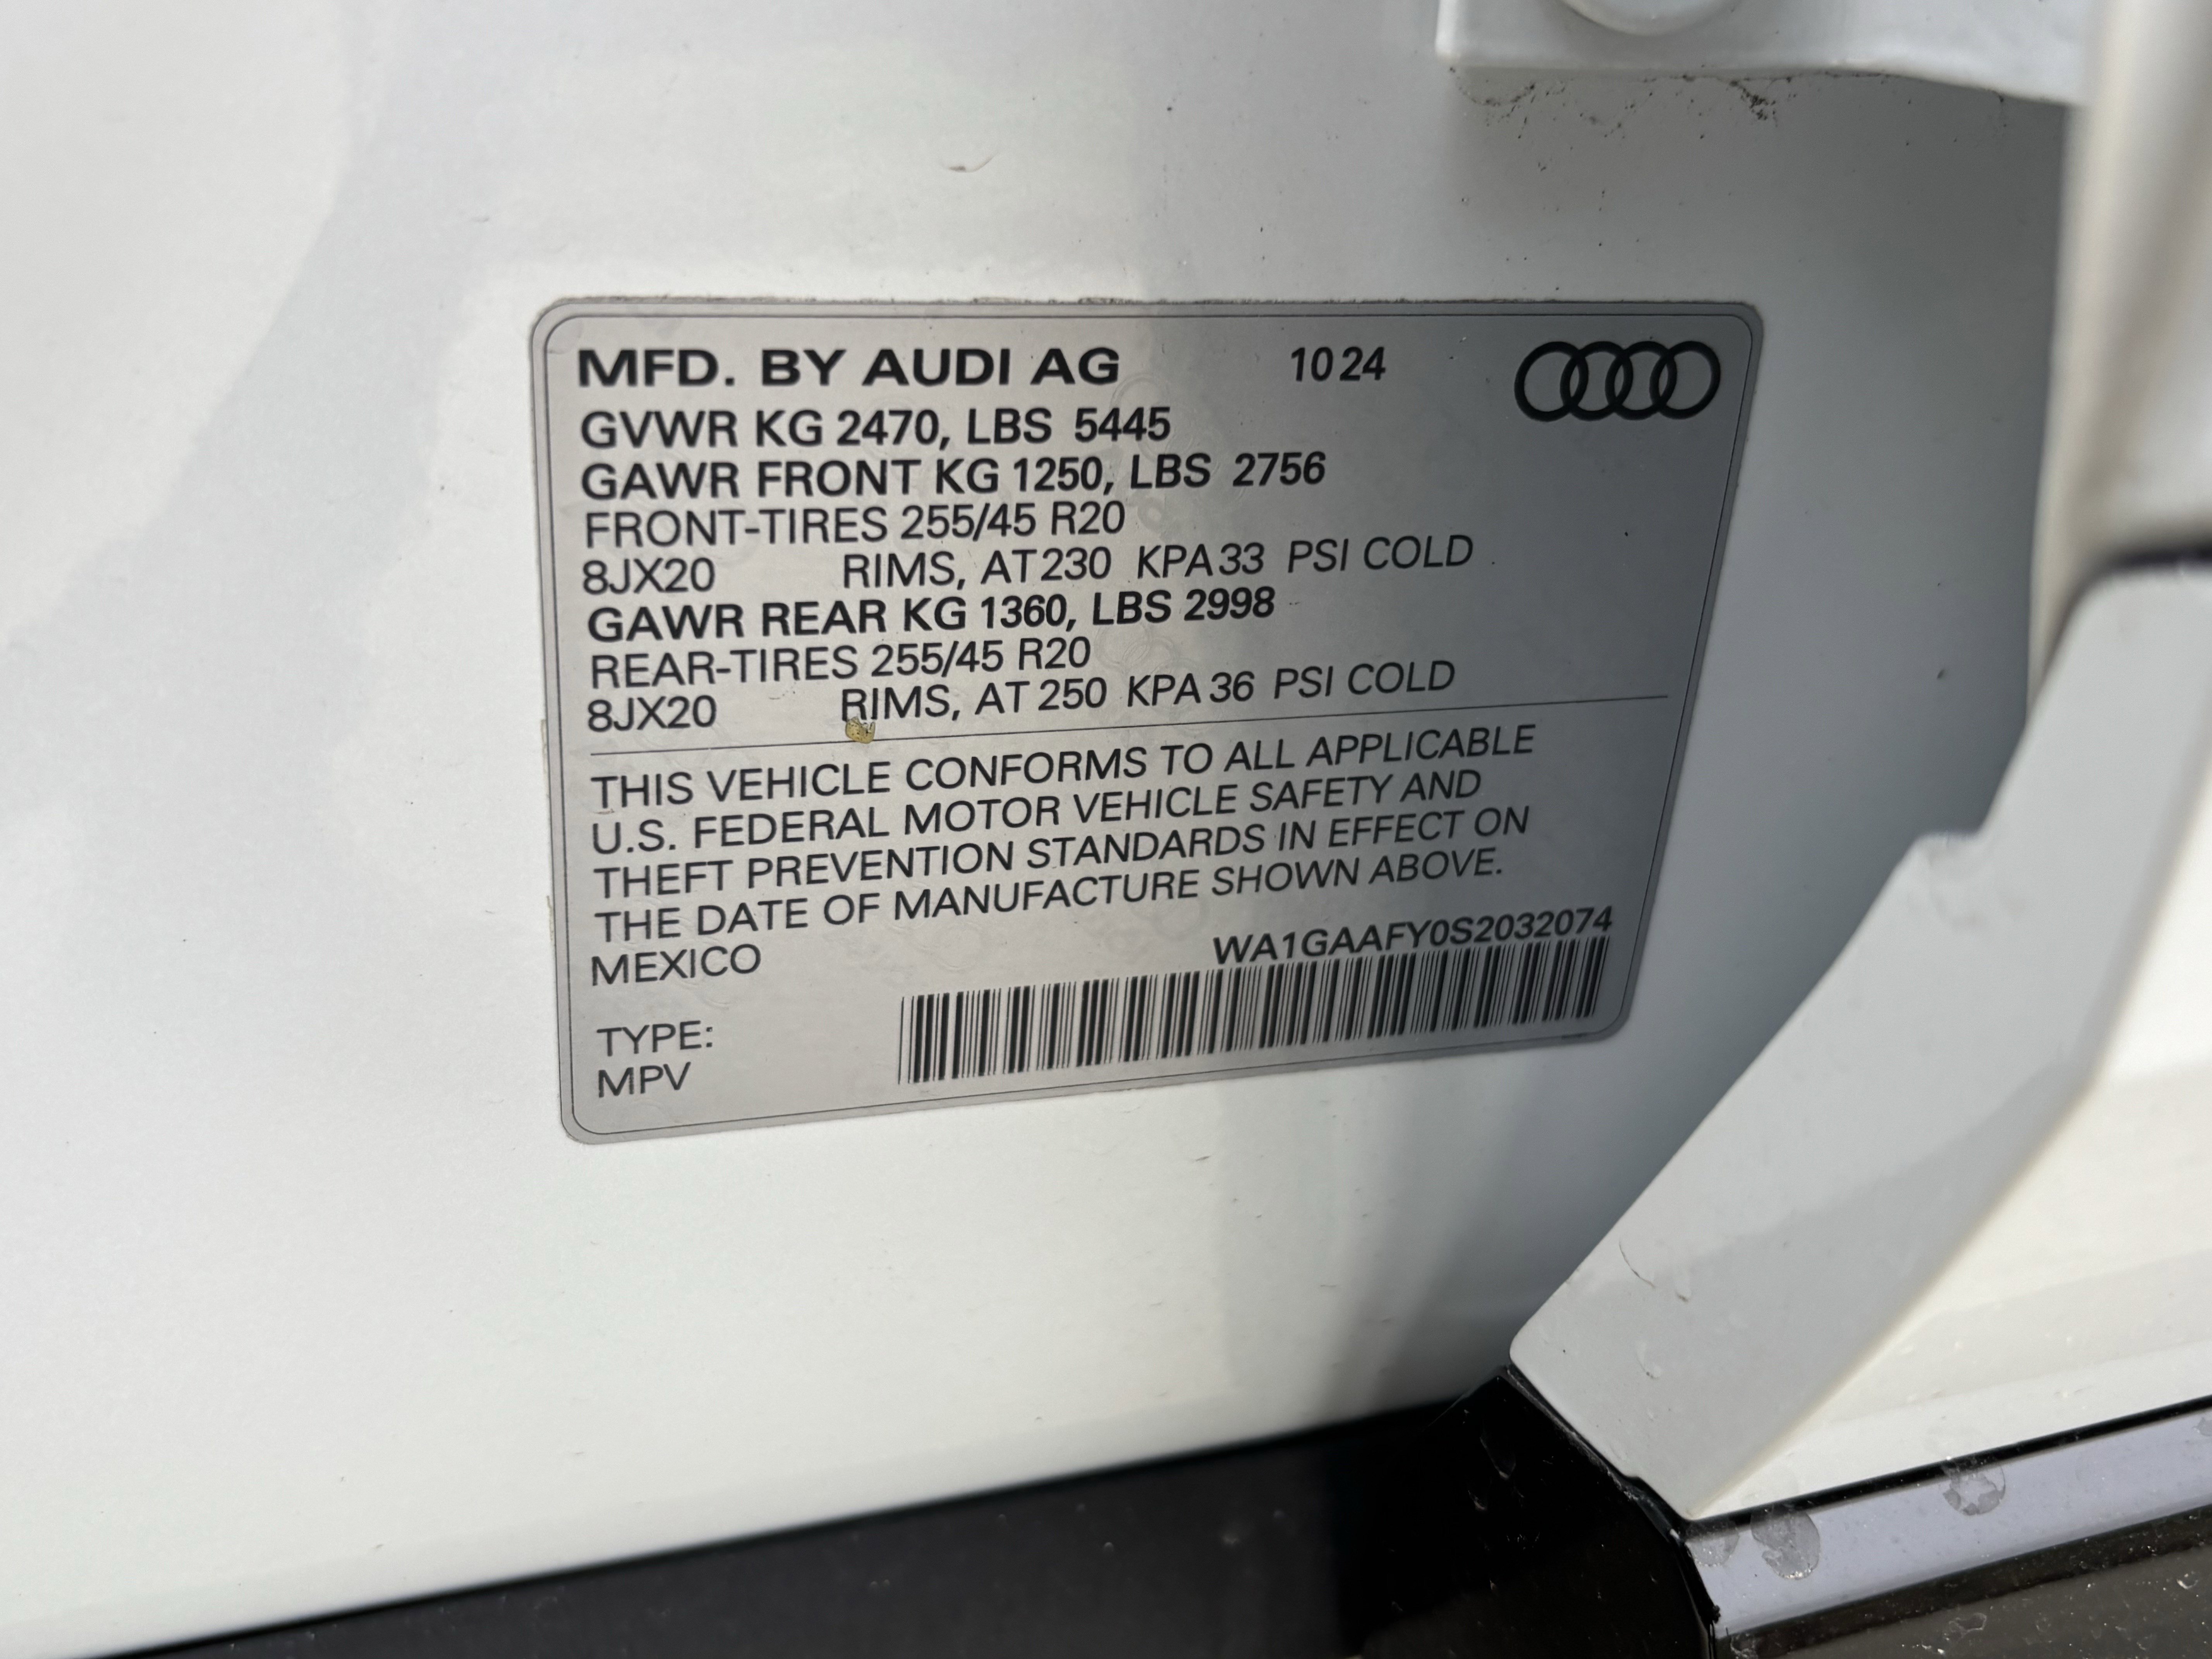 MFD. BY AUDI AG 10 24
GVWR KG 2470, LBS 5445
GAWR FRONT KG 1250, LBS 2756
FRONT-TIRES 255/45 R20
8JX20 RIMS, AT 230 KPA 33 PSI COLD
GAWR REAR KG 1360, LBS 2998
REAR-TIRES 255/45 R20
8JX20 RIMS, AT 250 KPA 36 PSI COLD
THIS VEHICLE CONFORMS TO ALL APPLICABLE
U.S. FEDERAL MOTOR VEHICLE SAFETY AND
THEFT PREVENTION STANDARDS IN EFFECT ON
THE DATE OF MANUFACTURE SHOWN ABOVE.
MEXICO WA1GAAFY0S2032074
TYPE:
MPV